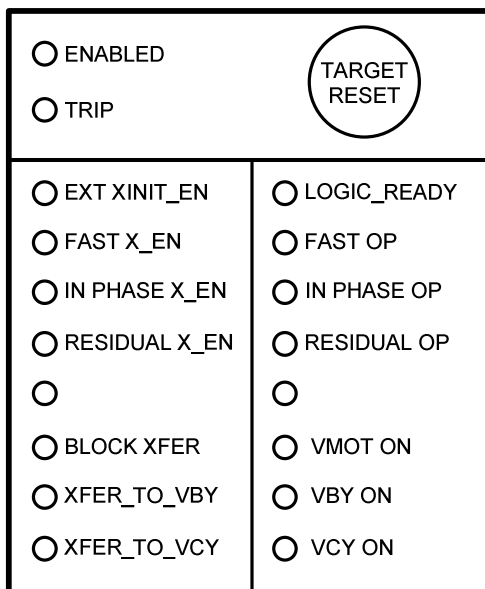 ENABLED
TRIP
TARGET
RESET
EXT XINIT_EN
FAST X_EN
IN PHASE X_EN
RESIDUAL X_EN
BLOCK XFER
XFER_TO_VBY
XFER_TO_VCY
LOGIC_READY
FAST OP
IN PHASE OP
RESIDUAL OP
VMOT ON
VBY ON
VCY ON